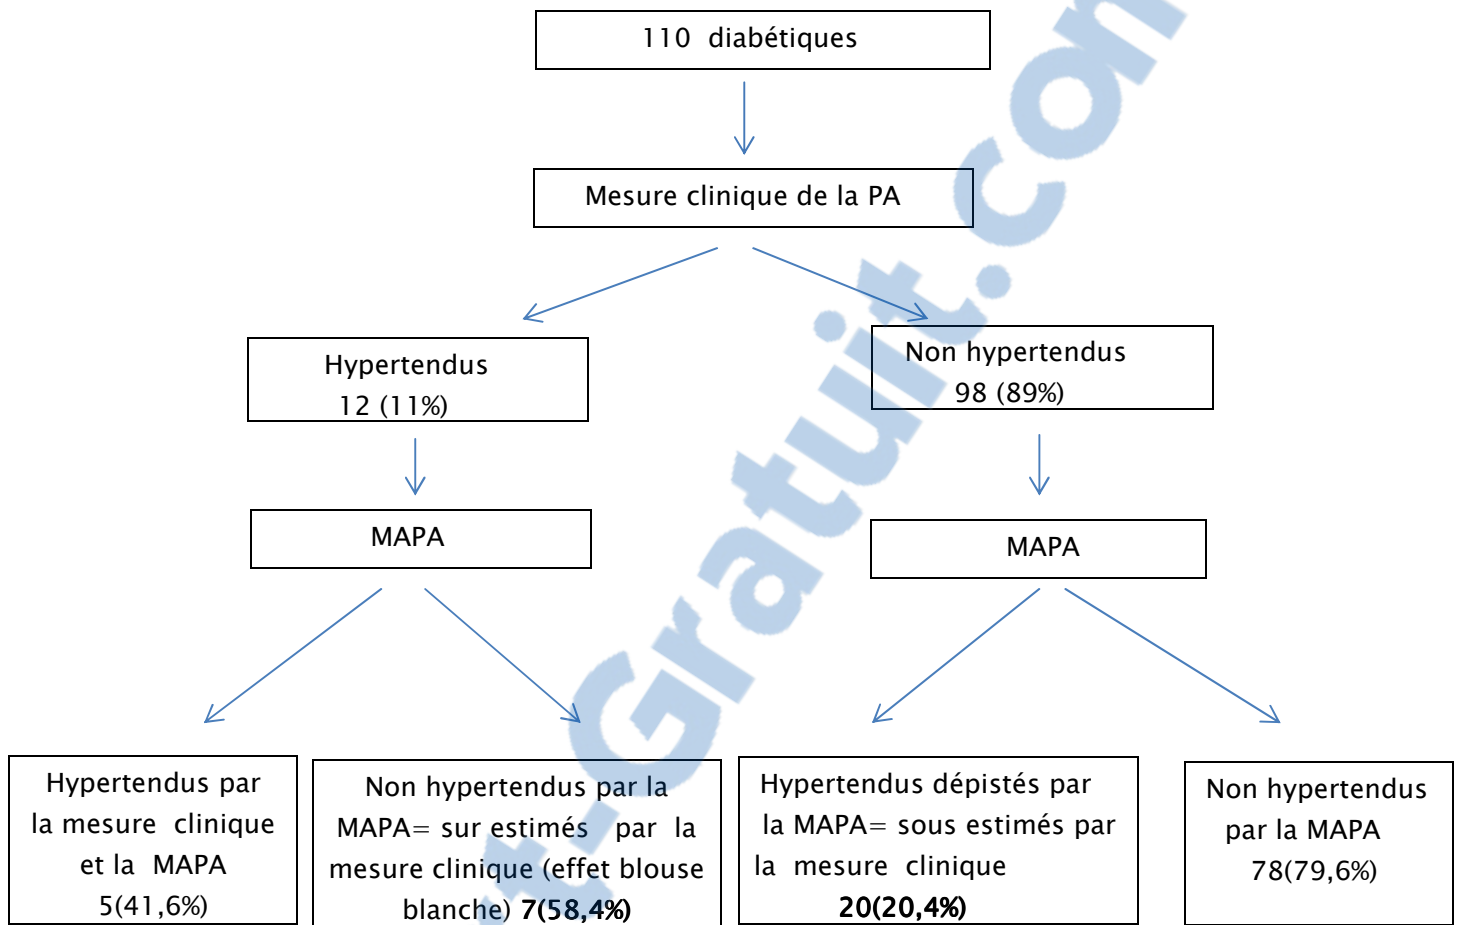 110 diabétiques
Mesure clinique de la PA
Hypertendus
12 (11%)
Non hypertendus
98 (89%)
MAPA
MAPA
Hypertendus par
la mesure clinique
et la MAPA
5(41,6%)
Non hypertendus par la
MAPA= sur estimés par la
mesure clinique (effet blouse
blanche) 7(58,4%)
Hypertendus dépistés par
la MAPA= sous estimés par
la mesure clinique
20(20,4%)
Non hypertendus
par la MAPA
78(79,6%)
t-Gratuit.com